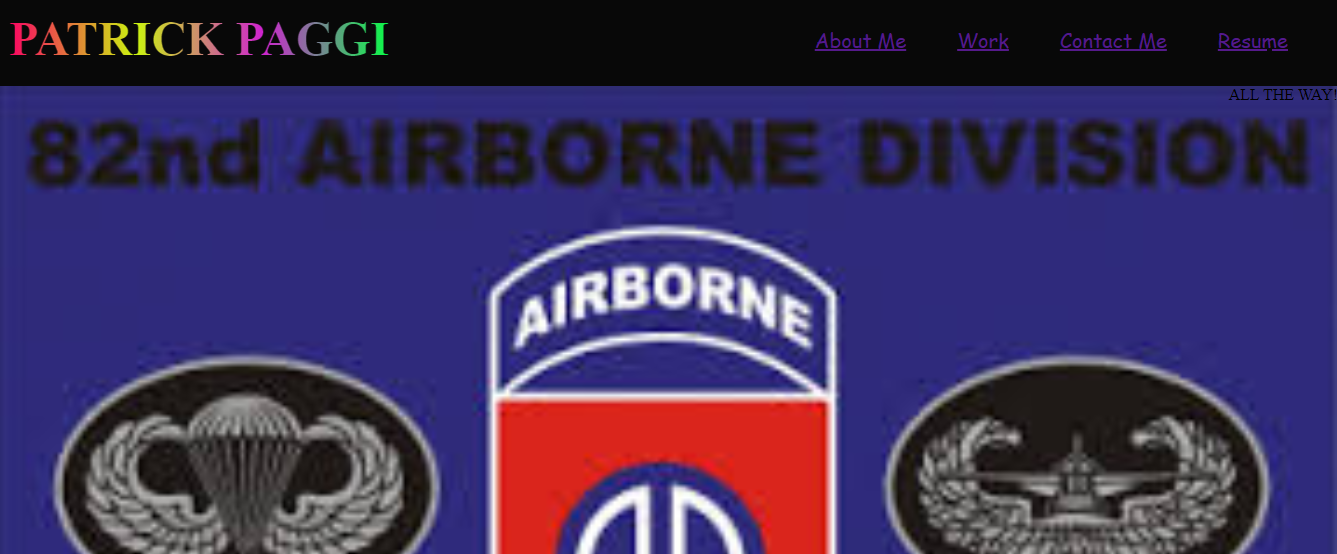 PATRICK PAGGI
About Me Work Contact Me Resume
ALL THE WAY!
82nd AIRBORNE DIVISION
AIRBORNE